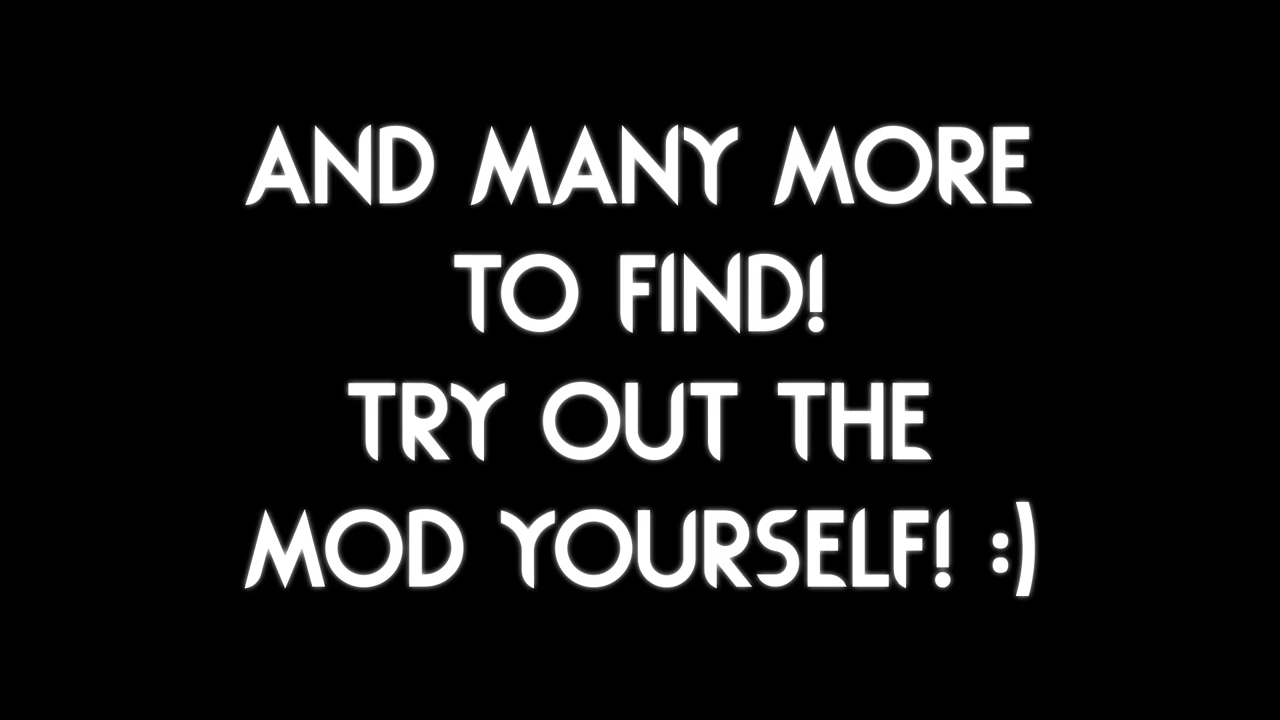 AND MANY MORE
TO FIND!
TRY OUT THE
MOD YOURSELF! :)